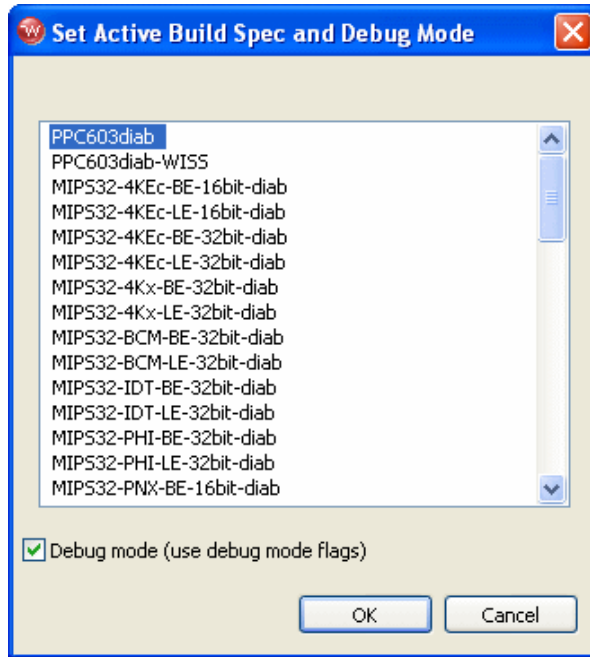 Set Active Build Spec and Debug Mode
PPC603diab
PPC603diab-WISS
MIPS32-4KEc-BE-16bit-diab
MIPS32-4KEc-LE-16bit-diab
MIPS32-4KEc-BE-32bit-diab
MIPS32-4KEc-LE-32bit-diab
MIPS32-4Kx-BE-32bit-diab
MIPS32-4Kx-LE-32bit-diab
MIPS32-BCM-BE-32bit-diab
MIPS32-BCM-LE-32bit-diab
MIPS32-IDT-BE-32bit-diab
MIPS32-IDT-LE-32bit-diab
MIPS32-PHI-BE-32bit-diab
MIPS32-PHI-LE-32bit-diab
MIPS32-PNX-BE-16bit-diab
Debug mode (use debug mode flags)
OK Cancel